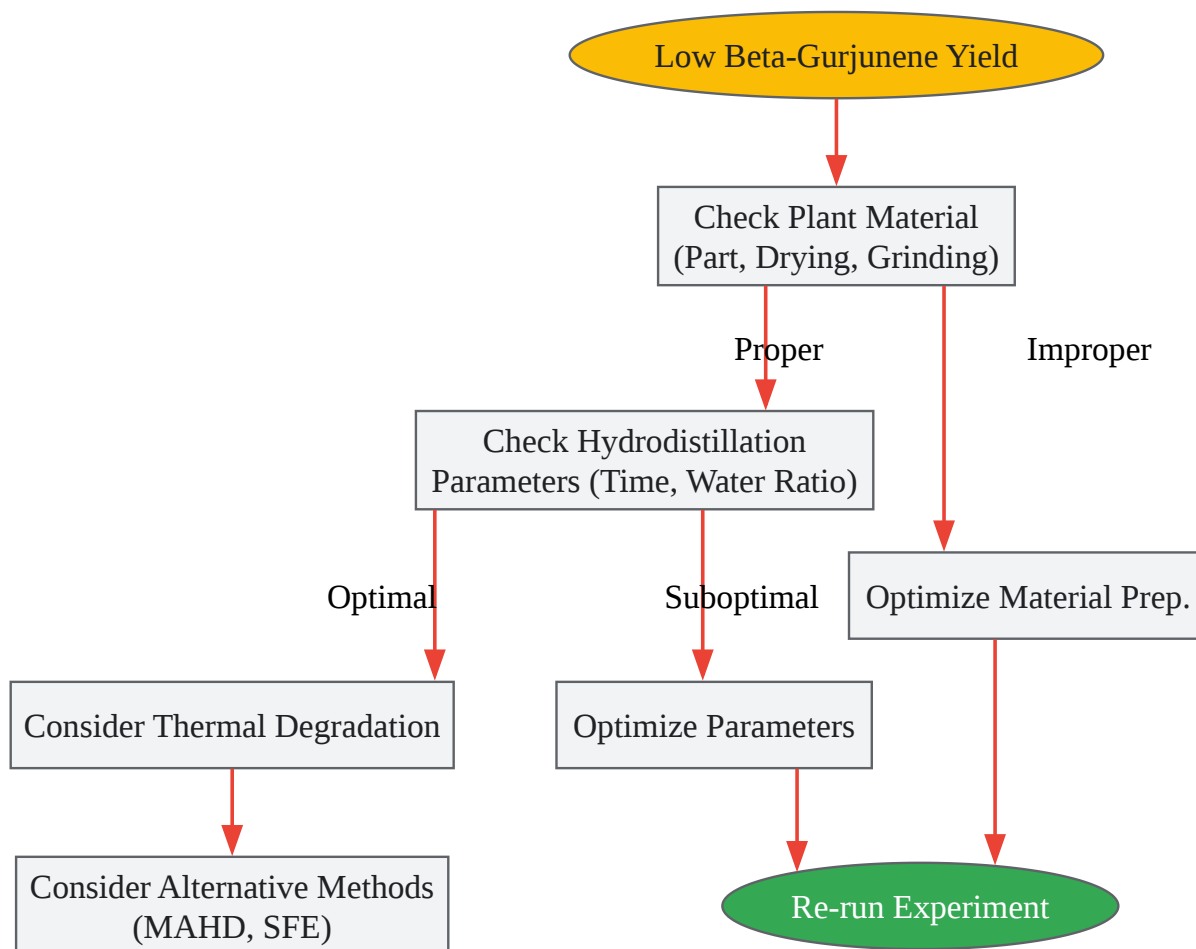 Low Beta-Gurjunene Yield
Check Plant Material
(Part, Drying, Grinding)
Proper
Improper
Check Hydrodistillation
Parameters (Time, Water Ratio)
Optimal
Suboptimal
Optimize Material Prep.
Consider Thermal Degradation
Optimize Parameters
Consider Alternative Methods
(MAHD, SFE)
Re-run Experiment